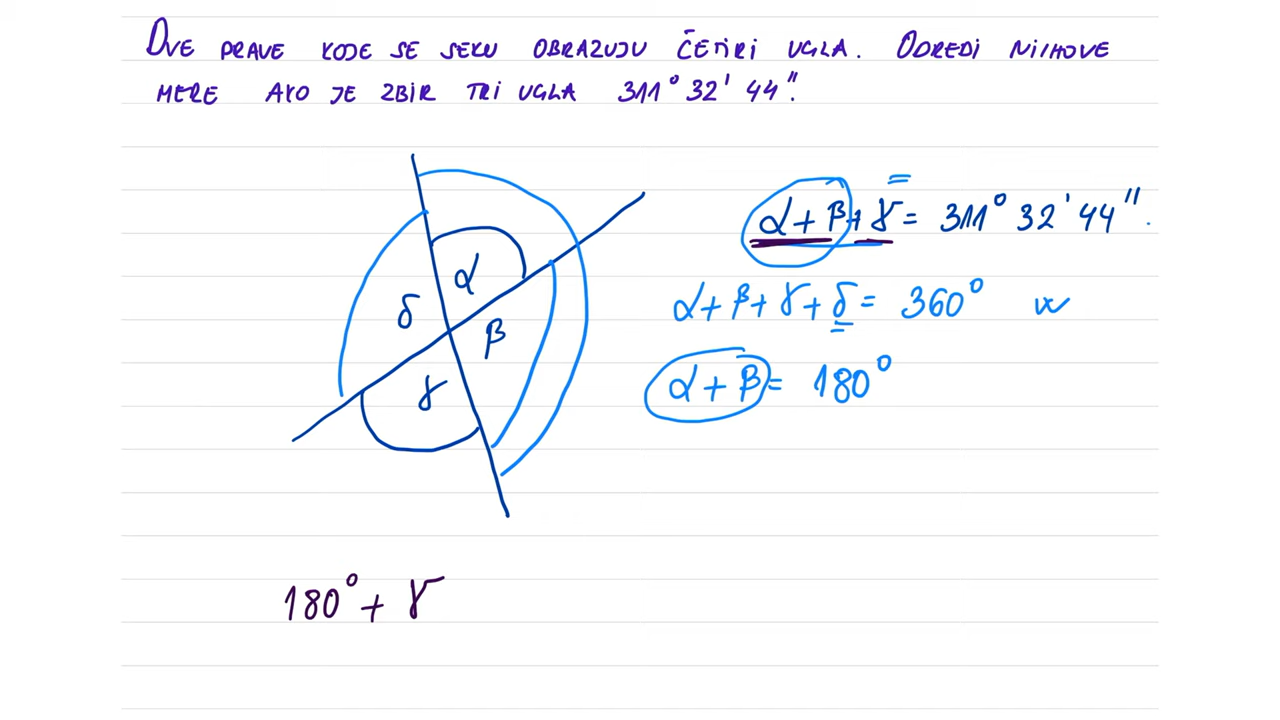 DVE PRAVE KOJE SE SEKU OBRAZUJU ČETIRI UGLA. ODREDI NJIHOVE
MERE AKO JE ZBIR TRI UGLA 311° 32' 44".
α + β + γ = 311° 32' 44".
α + β + γ + δ = 360°
α + β = 180°
δ
α
β
γ
180° + γ